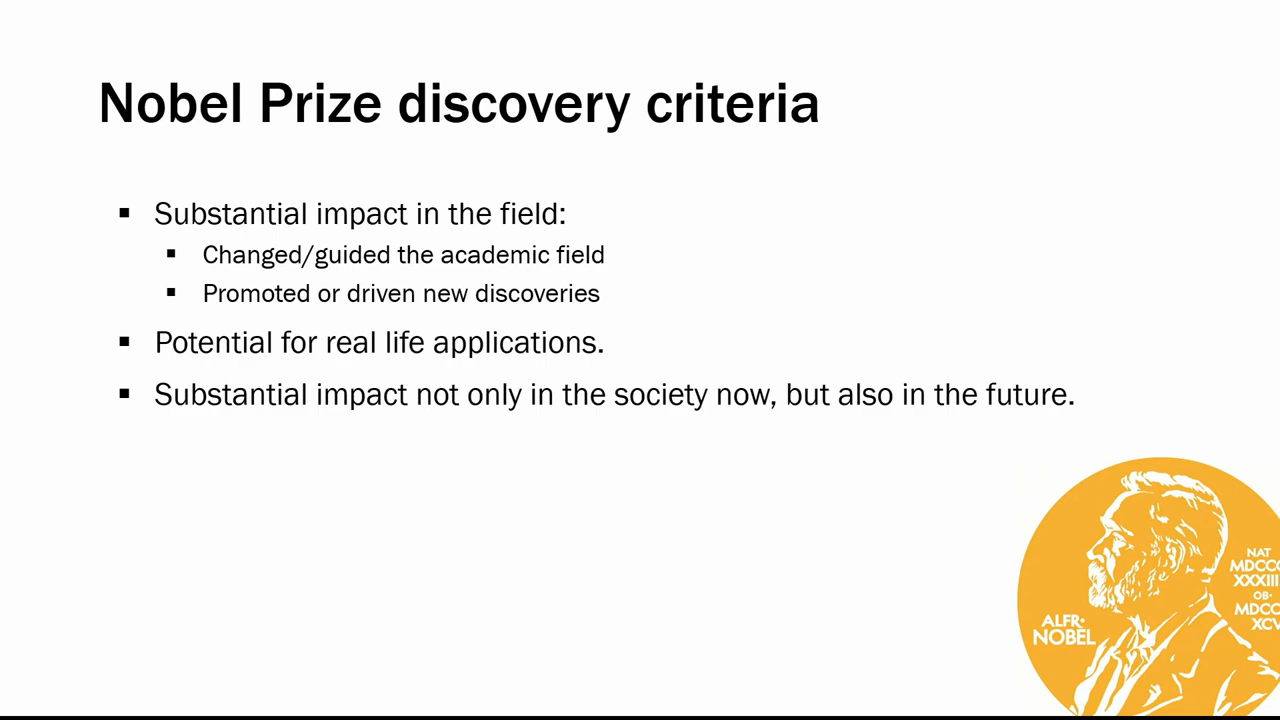 Nobel Prize discovery criteria
▪ Substantial impact in the field:
▪ Changed/guided the academic field
▪ Promoted or driven new discoveries
▪ Potential for real life applications.
▪ Substantial impact not only in the society now, but also in the future.
NAT
MDCCC
XXXIII
OB•
MDCC
XCV
ALFR•
NOBEL